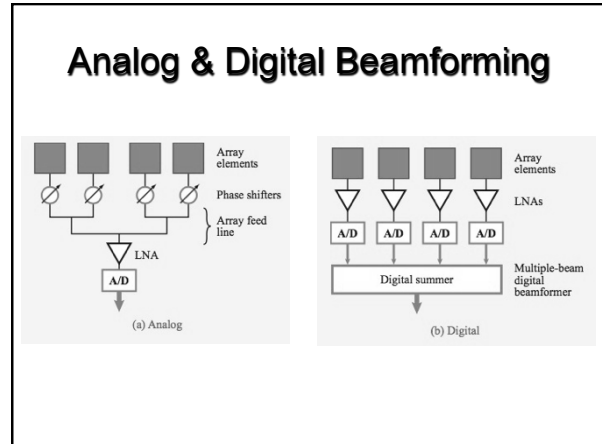 Analog & Digital Beamforming
Array
elements
Phase shifters
Array feed
line
LNA
A/D
(a) Analog
Array
elements
LNAs
A/D A/D A/D A/D
Digital summer
Multiple-beam
digital
beamformer
(b) Digital